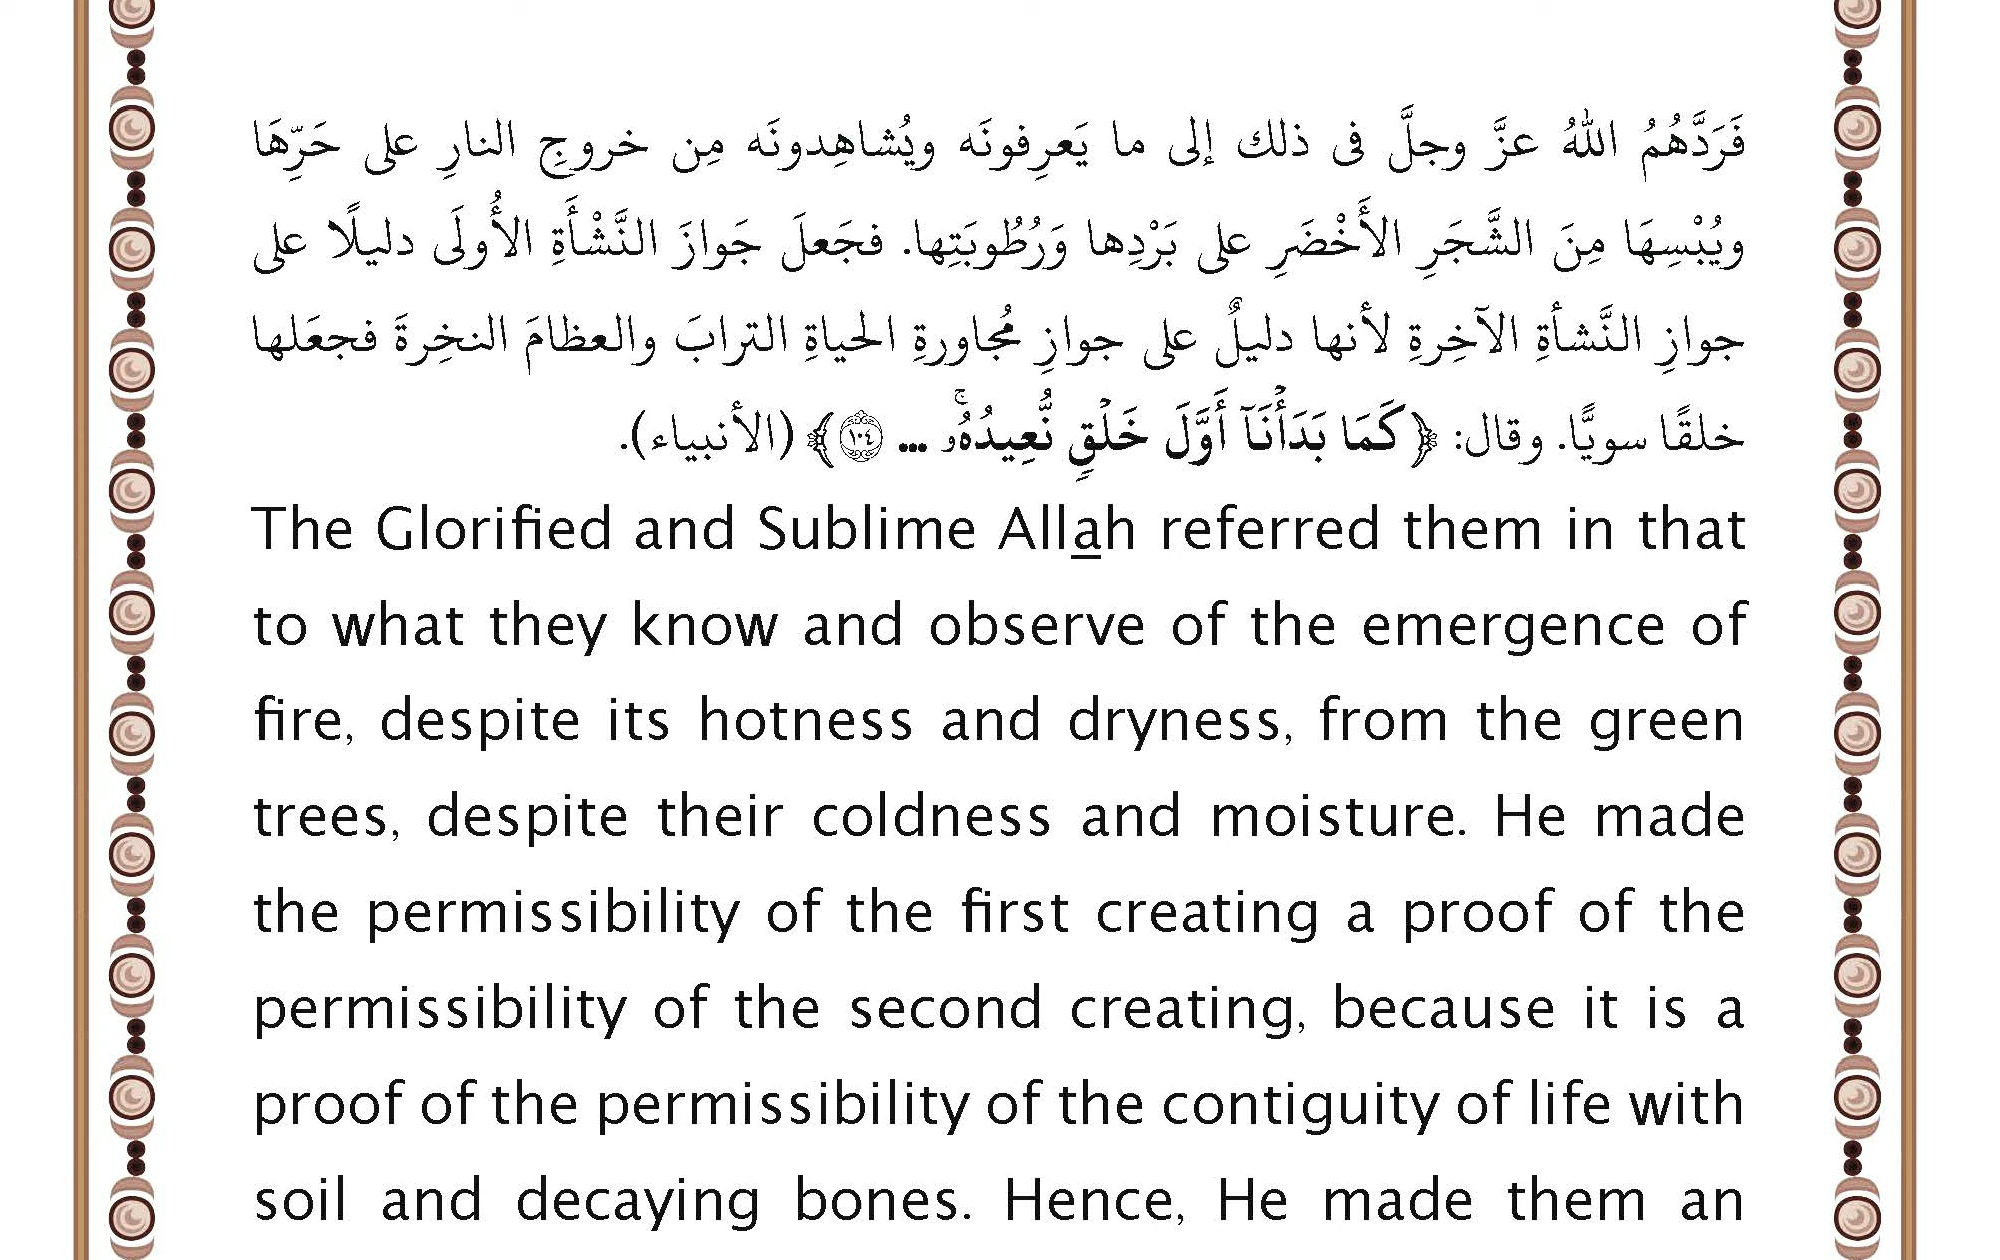 فَرَدَّهُمُ اللهُ عزَّ وجلَّ فى ذلك إلى ما يَعرِفونَه ويُشاهِدونَه مِن خروجِ النارِ على حَرِّهَا
ويُبْسِهَا مِنَ الشَّجَرِ الأَخْضَرِ على بَرْدِها وَرُطُوبَتِها. فجَعلَ جَوازَ النَّشْأَةِ الأُولَى دليلًا على
جوازِ النَّشأةِ الآخِرةِ لأنها دليلٌ على جوازِ مُجاورةِ الحياةِ الترابَ والعظامَ النخِرةَ فجعَلها
خلقًا سويًّا. وقال: ﴿كَمَا بَدَأۡنَآ أَوَّلَ خَلۡقٖ نُّعِيدُهُۥۚ ... ١٠٤﴾ (الأنبياء).
The Glorified and Sublime Allah referred them in that
to what they know and observe of the emergence of
fire, despite its hotness and dryness, from the green
trees, despite their coldness and moisture. He made
the permissibility of the first creating a proof of the
permissibility of the second creating, because it is a
proof of the permissibility of the contiguity of life with
soil and decaying bones. Hence, He made them an